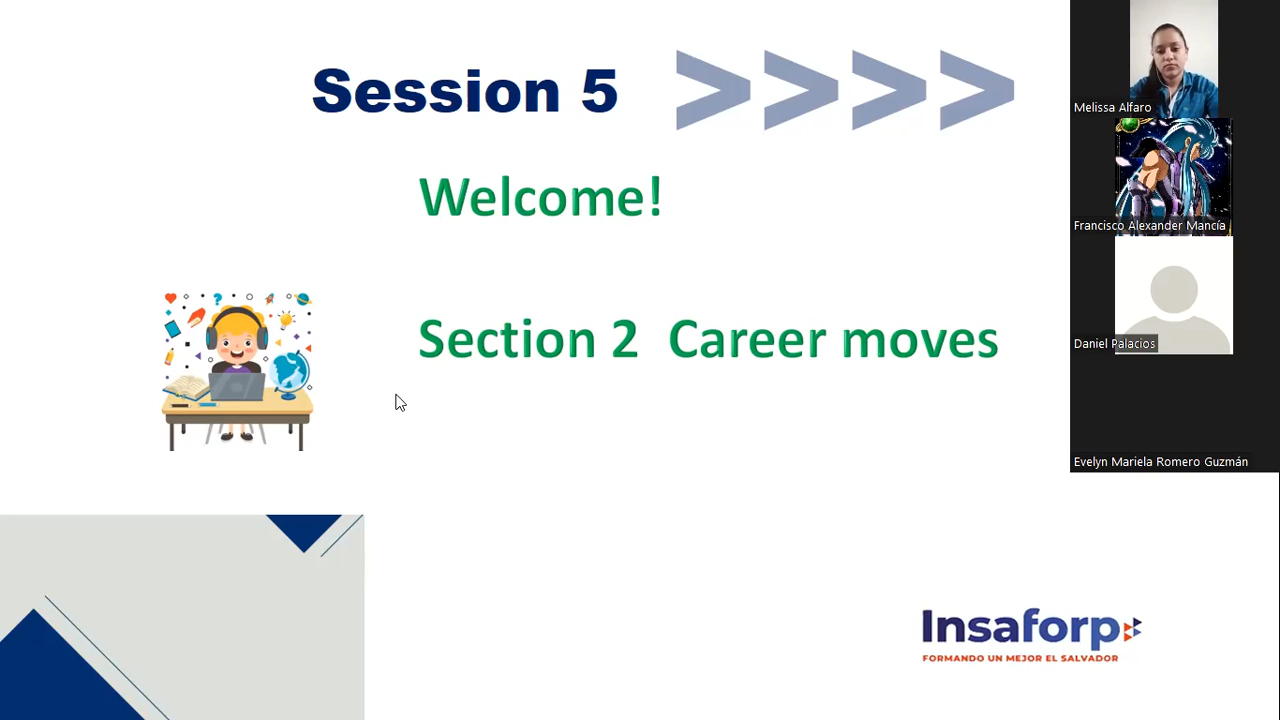 Session 5 >>>>
Welcome!
Section 2 Career moves
Insaforp
FORMANDO UN MEJOR EL SALVADOR
Melissa Alfaro
Francisco Alexander Mancía
Daniel Palacios
Evelyn Mariela Romero Guzmán